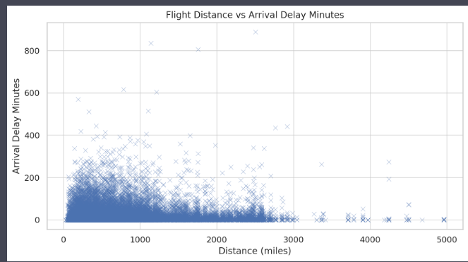 Flight Distance vs Arrival Delay Minutes
800
600
400
200
0
Arrival Delay Minutes
0 1000 2000 3000 4000 5000
Distance (miles)